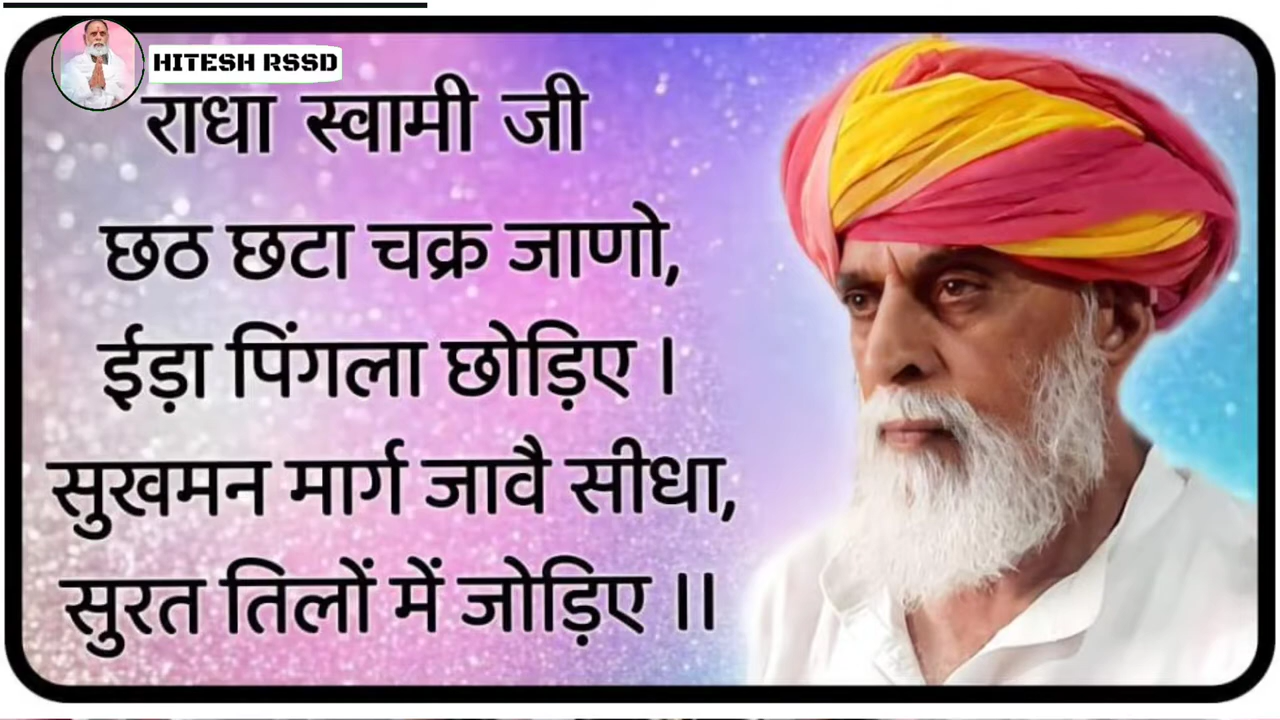 HITESH RSSD
राधा स्वामी जी
छठ छटा चक्र जाणो,
ईड़ा पिंगला छोड़िए ।
सुखमन मार्ग जावै सीधा,
सुरत तिलों में जोड़िए ।।